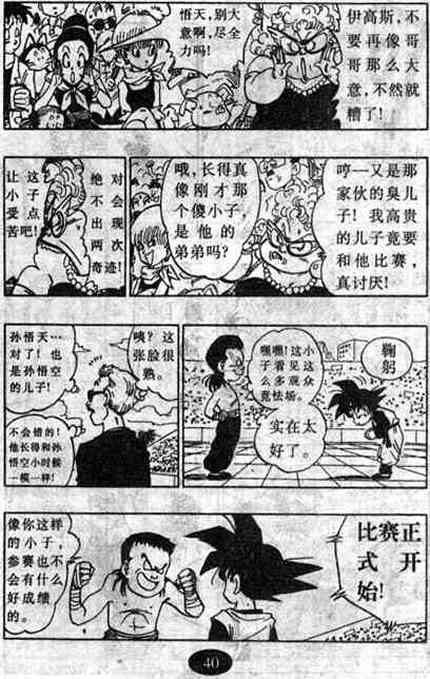 伊高斯,不
要再像哥
哥那么大
意,不然就
糟了!
悟天,别大
意啊,尽全
力吗!
哼—又是那
家伙的臭儿
子!我高贵
的儿子竟要
和他比赛,
真讨厌!
哦,长得真
像刚才那
个傻小子,
是他的
弟弟吗?
绝对
不会
出现
两次
奇迹!
让这
小子
受点
苦吧!
鞠
躬
嘿嘿!这小
子看见这
么多观众
竟怯场。
实在太
好了。
咦?这
张脸很
熟。
孙悟天…
对了!也
是孙悟空
的儿子!
不会错的!
他长得和孙
悟空小时候
一模一样!
比赛正
式开
始!
像你这样
的小子,
参赛也不
会有什么
好成绩
的。
40